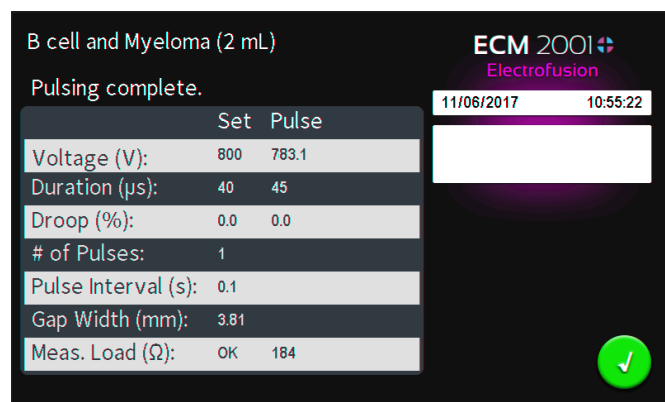 B cell and Myeloma (2 mL)
Pulsing complete.
Set Pulse
Voltage (V): 800 783.1
Duration (μs): 40 45
Droop (%): 0.0 0.0
# of Pulses: 1
Pulse Interval (s): 0.1
Gap Width (mm): 3.81
Meas. Load (Ω): OK 184
ECM 2001
Electrofusion
11/06/2017 10:55:22